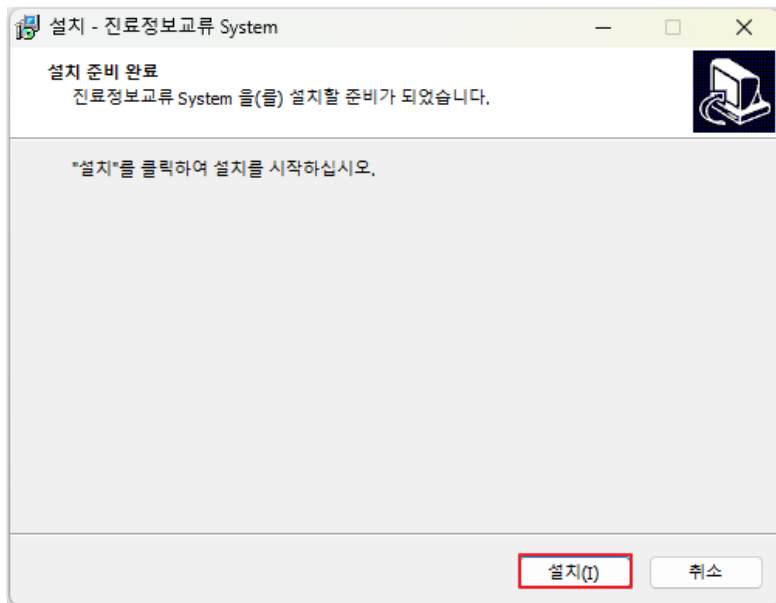 설치 - 진료정보교류 System
설치 준비 완료
진료정보교류 System 을(를) 설치할 준비가 되었습니다.
"설치"를 클릭하여 설치를 시작하십시오.
설치(I)
취소